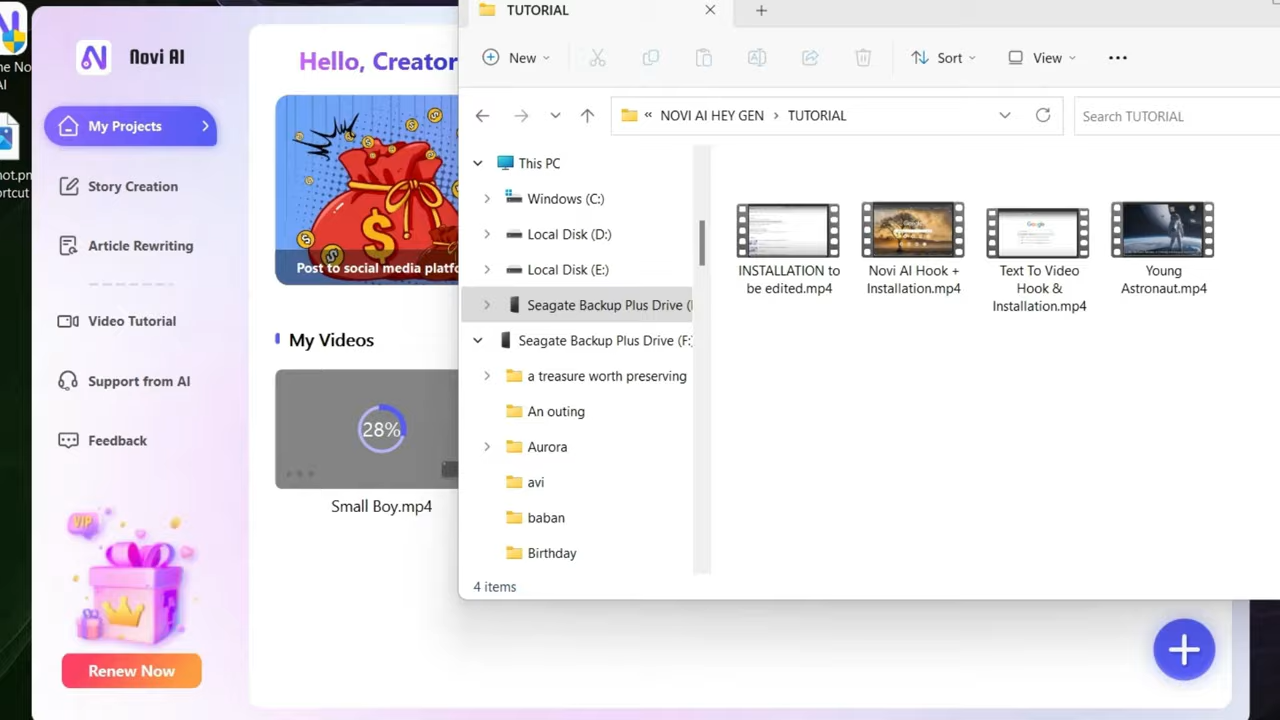 Novi AI
My Projects
Story Creation
Article Rewriting
Video Tutorial
Support from AI
Feedback
VIP
Renew Now
Hello, Creator
$
Post to social media platfo
My Videos
28%
Small Boy.mp4
TUTORIAL
New
Sort
View
« NOVI AI HEY GEN > TUTORIAL
Search TUTORIAL
This PC
Windows (C:)
Local Disk (D:)
Local Disk (E:)
Seagate Backup Plus Drive (
Seagate Backup Plus Drive (F:
a treasure worth preserving
An outing
Aurora
avi
baban
Birthday
INSTALLATION to
be edited.mp4
Novi AI Hook +
Installation.mp4
Text To Video
Hook &
Installation.mp4
Young
Astronaut.mp4
4 items